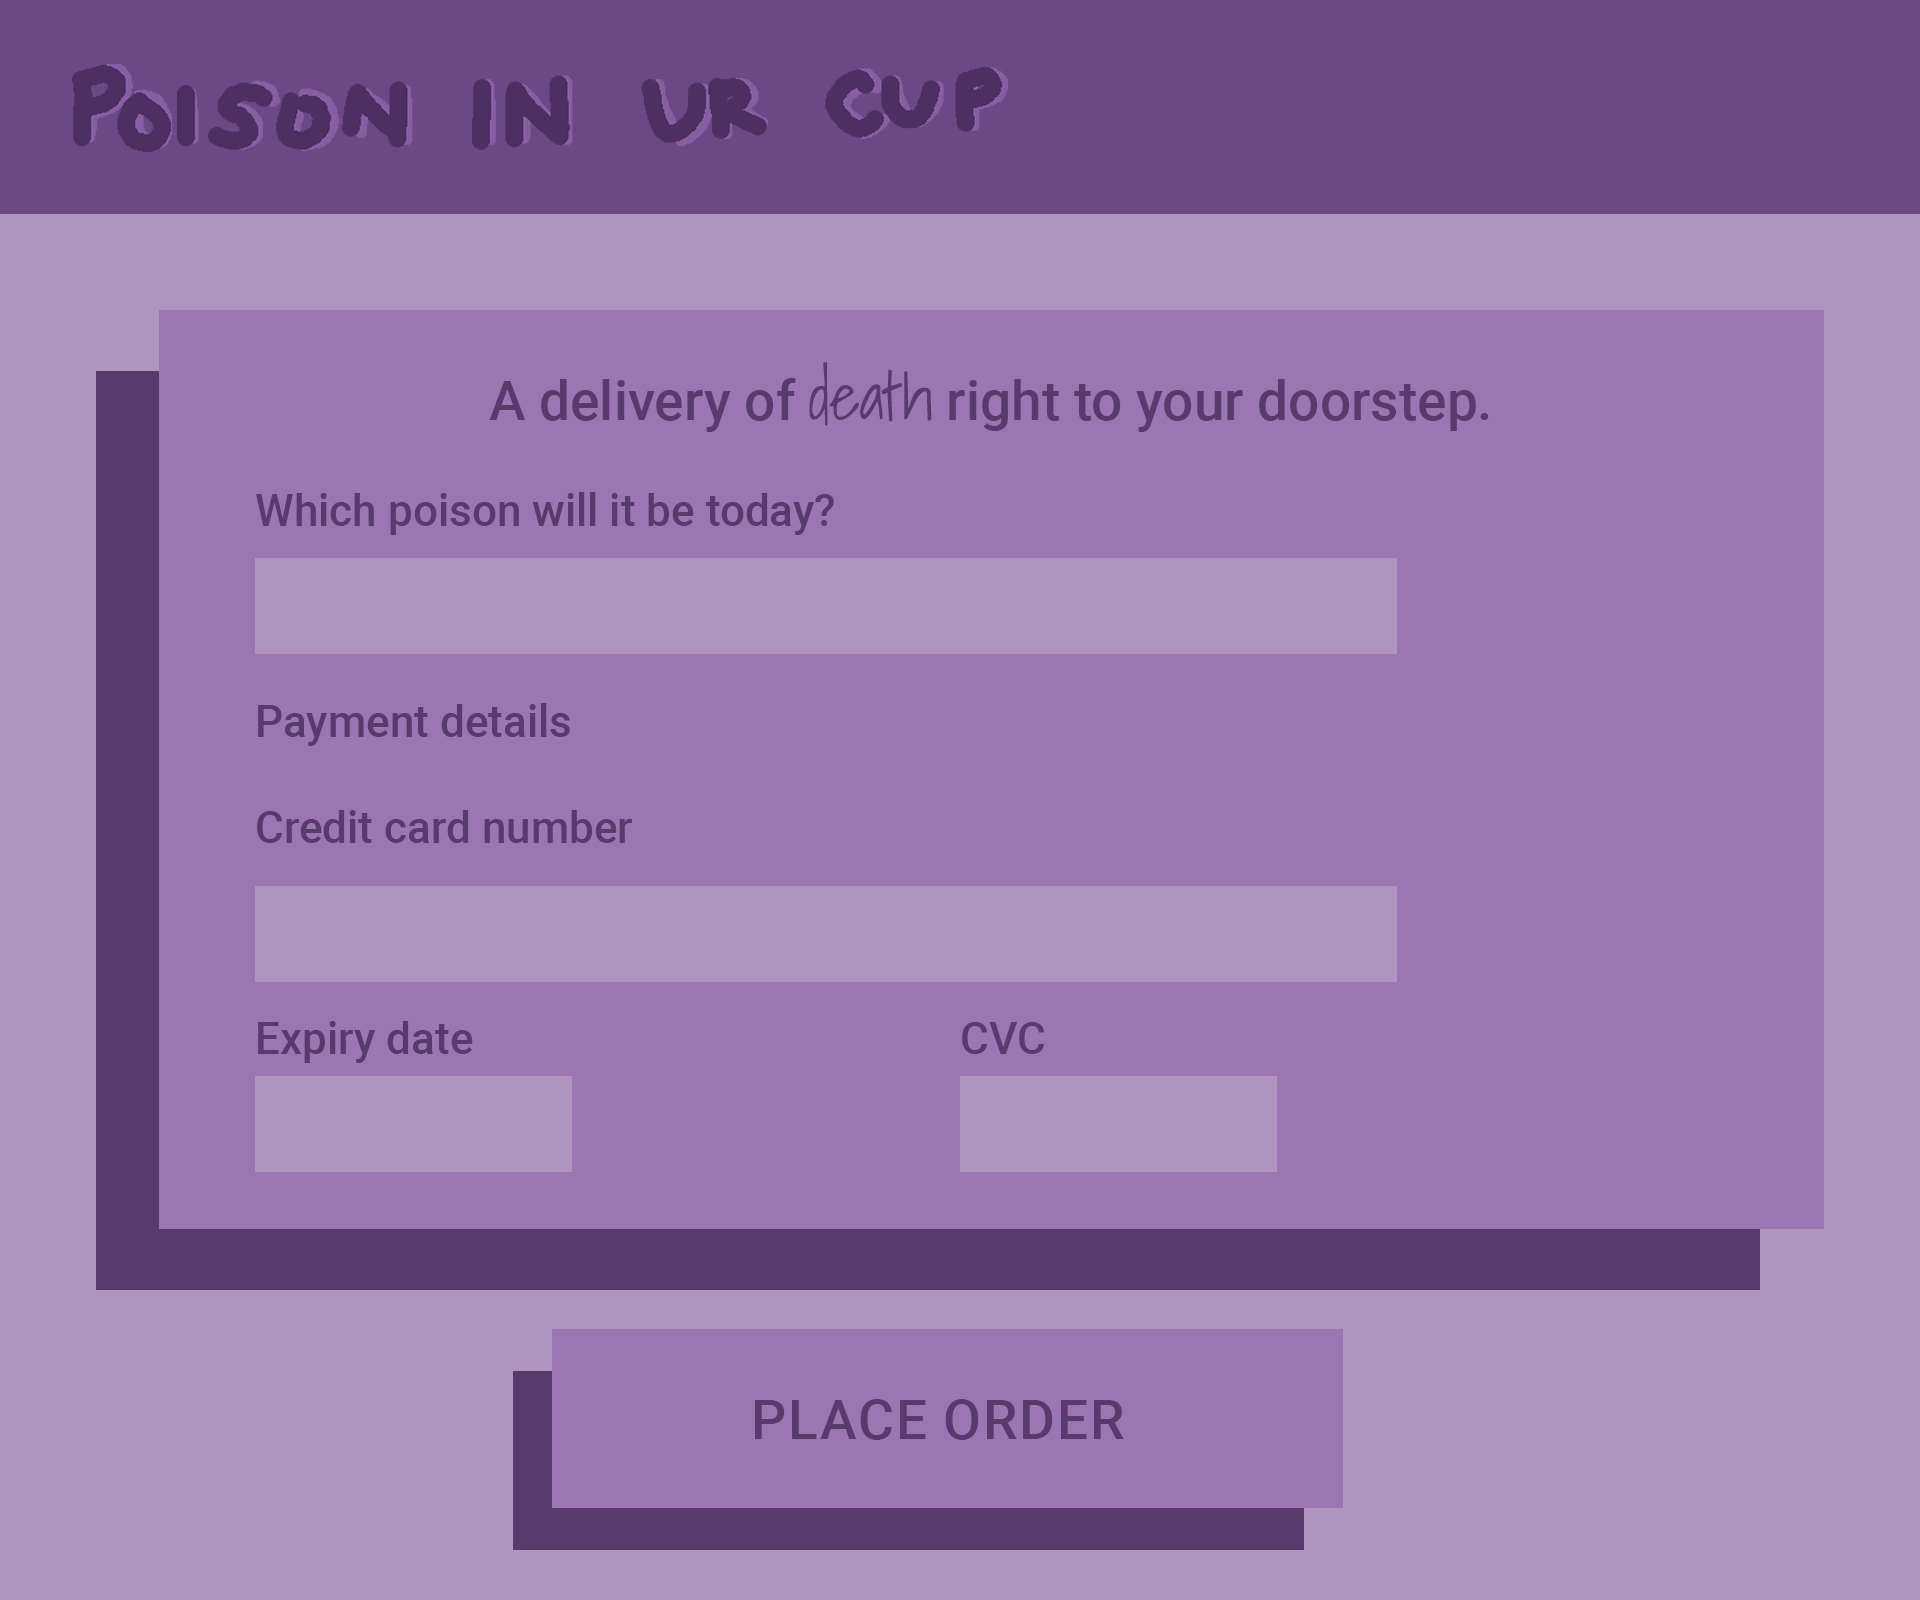 POISON IN UR CUP
A delivery of death right to your doorstep.
Which poison will it be today?
Payment details
Credit card number
Expiry date
CVC
PLACE ORDER